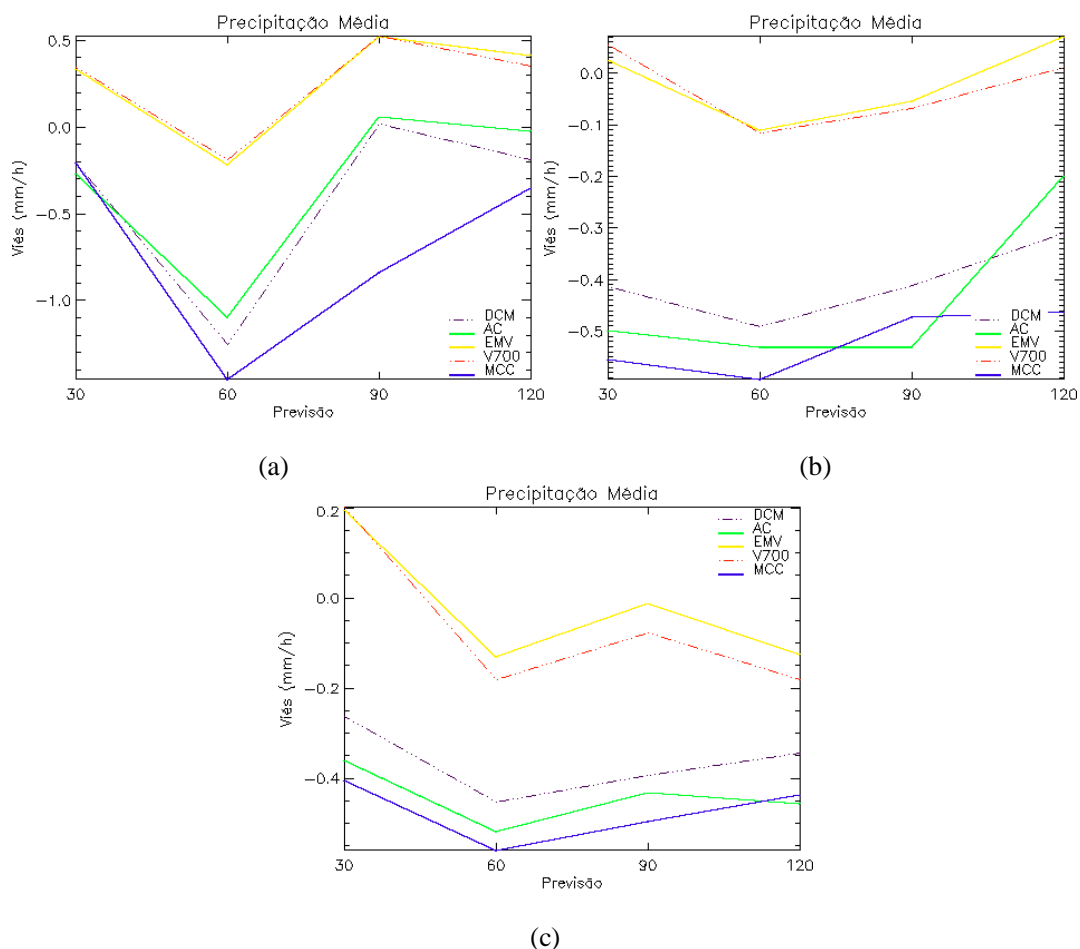 Precipitação Média
0.5
0.0
−0.5
−1.0
Viés (mm/h)
30
60
90
120
Previsão
DCM
AC
EMV
V700
MCC
(a)
Precipitação Média
0.0
−0.1
−0.2
−0.3
−0.4
−0.5
Viés (mm/h)
30
60
90
120
Previsão
DCM
AC
EMV
V700
MCC
(b)
Precipitação Média
0.2
0.0
−0.2
−0.4
Viés (mm/h)
30
60
90
120
Previsão
DCM
AC
EMV
V700
MCC
(c)